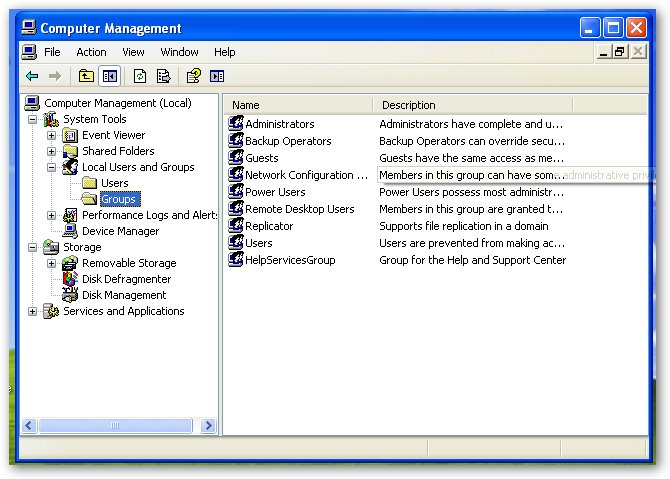 Computer Management
File Action View Window Help
Computer Management (Local)
System Tools
Event Viewer
Shared Folders
Local Users and Groups
Users
Groups
Performance Logs and Alerts
Device Manager
Storage
Removable Storage
Disk Defragmenter
Disk Management
Services and Applications
Name Description
Administrators Administrators have complete and u...
Backup Operators Backup Operators can override secu...
Guests Guests have the same access as me...
Network Configuration ... Members in this group can have some administrative privil
Power Users Power Users possess most administr...
Remote Desktop Users Members in this group are granted t...
Replicator Supports file replication in a domain
Users Users are prevented from making ac...
HelpServicesGroup Group for the Help and Support Center